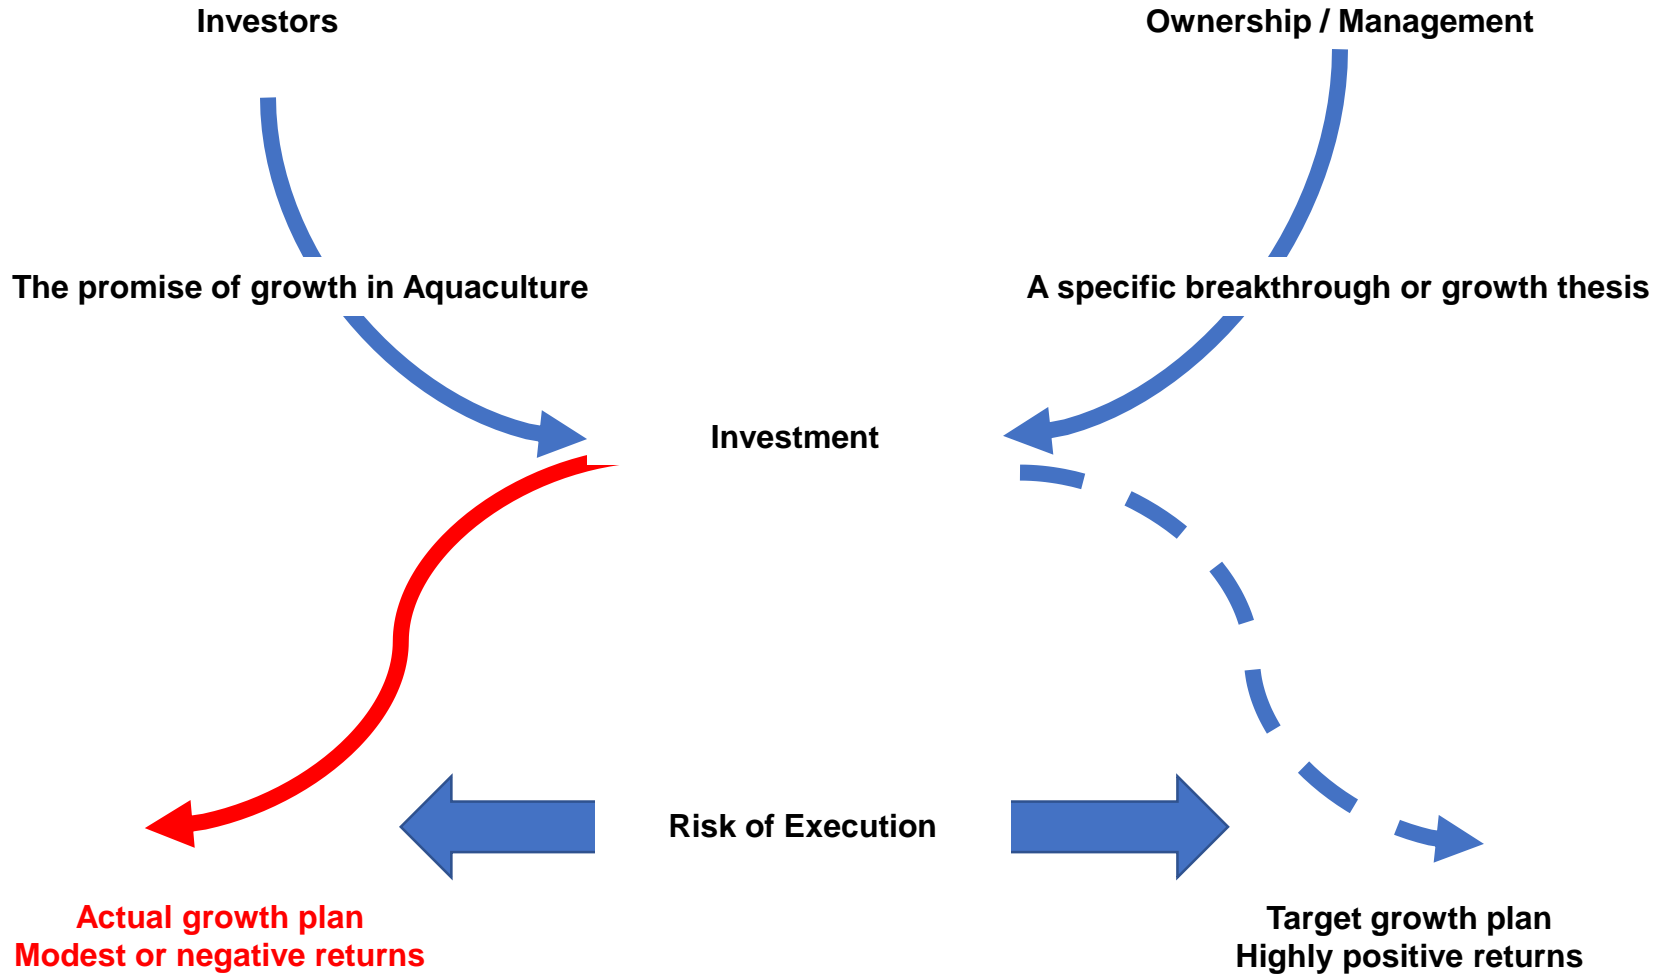 Investors
Ownership / Management
The promise of growth in Aquaculture
A specific breakthrough or growth thesis
Investment
Risk of Execution
Actual growth plan
Modest or negative returns
Target growth plan
Highly positive returns